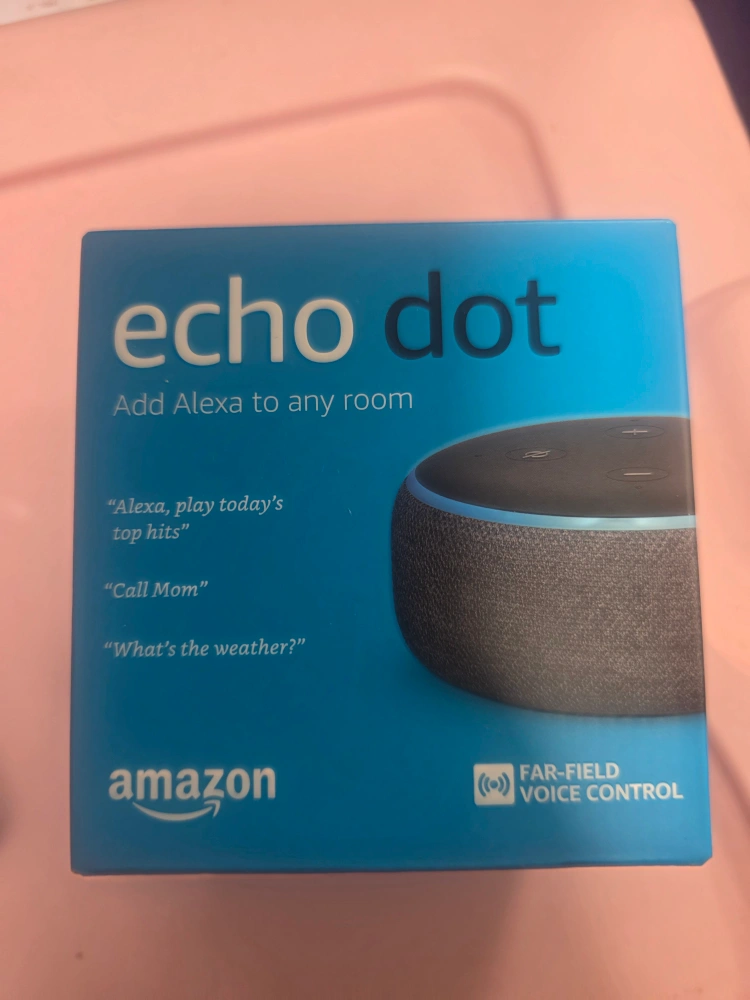 echo dot
Add Alexa to any room
“Alexa, play today’s
top hits”
“Call Mom”
“What’s the weather?”
amazon
FAR-FIELD
VOICE CONTROL